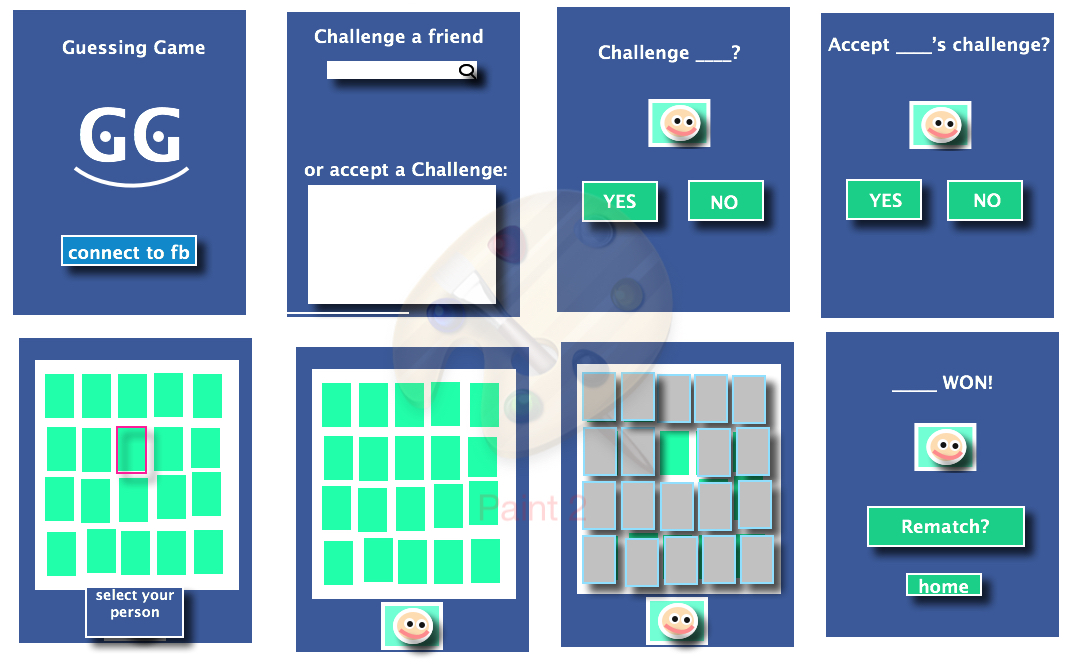 Guessing Game
GG
connect to fb
Challenge a friend
or accept a Challenge:
Challenge ____?
YES
NO
Accept ____'s challenge?
YES
NO
select your
person
_____ WON!
Rematch?
home
Paint 2